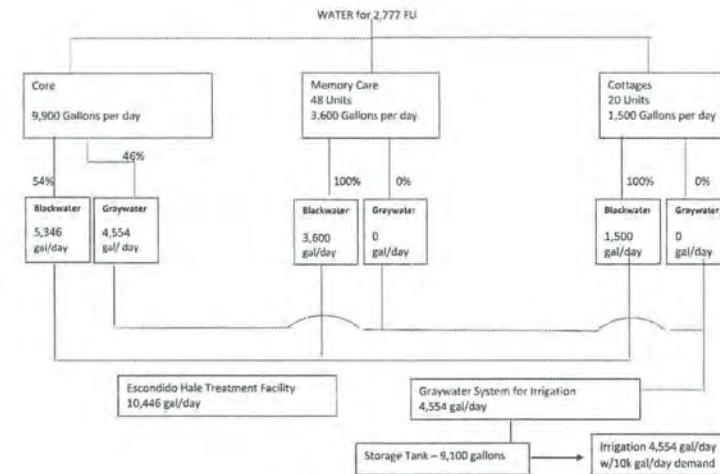 WATER for 2,777 FU
Core
9,900 Gallons per day
Memory Care
48 Units
3,600 Gallons per day
Cottages
20 Units
1,500 Gallons per day
54%
46%
100%
0%
100%
0%
Blackwater
5,346
gal/day
Graywater
4,554
gal/day
Blackwater
3,600
gal/day
Graywater
0
gal/day
Blackwater
1,500
gal/day
Graywater
0
gal/day
Escondido Hale Treatment Facility
10,446 gal/day
Graywater System for Irrigation
4,554 gal/day
Storage Tank – 9,100 gallons
Irrigation 4,554 gal/day
w/10k gal/day demand